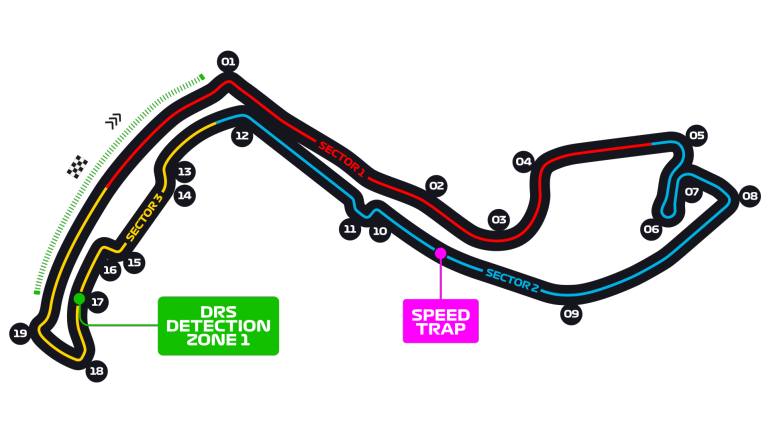 01
02
03
04
05
06
07
08
09
10
11
12
13
14
15
16
17
18
19
SECTOR 1
SECTOR 2
SECTOR 3
DRS
DETECTION
ZONE 1
SPEED
TRAP